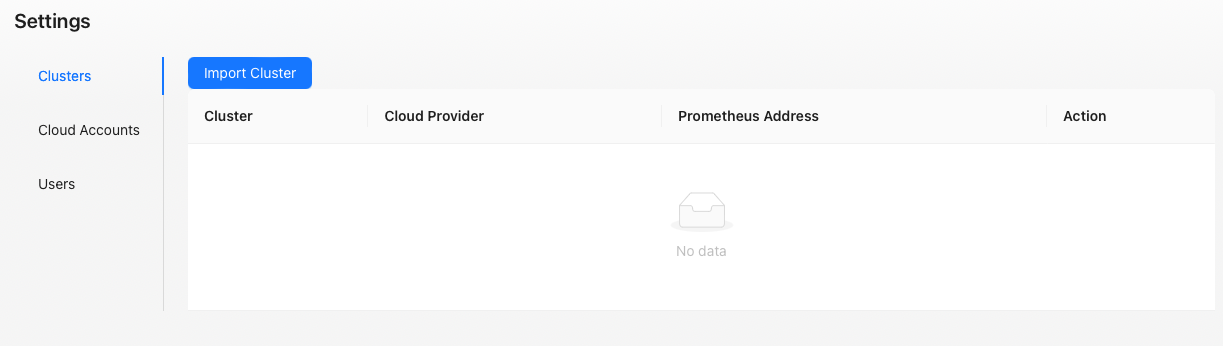 Settings
Clusters
Cloud Accounts
Users
Import Cluster
Cluster Cloud Provider Prometheus Address Action
No data